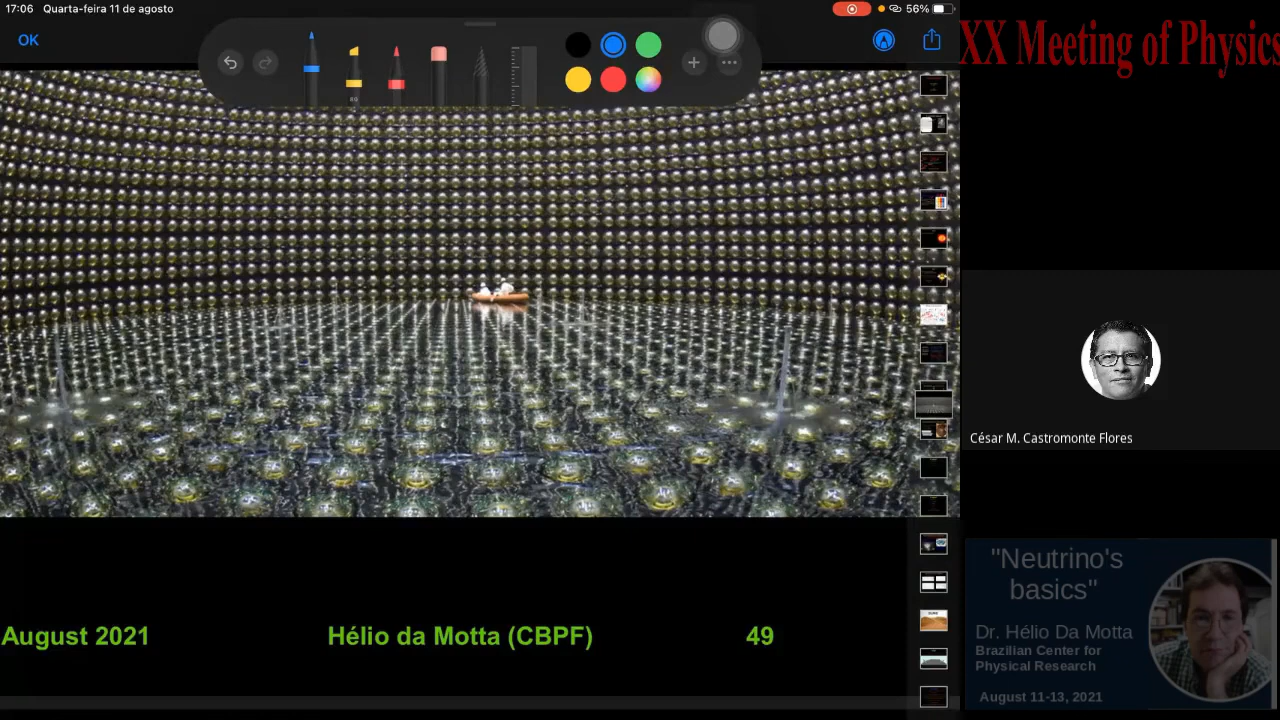 17:06 Quarta-feira 11 de agosto
56%
OK
XX Meeting of Physics
80
César M. Castromonte Flores
"Neutrino's
basics"
Dr. Hélio Da Motta
Brazilian Center for
Physical Research
August 11-13, 2021
August 2021
Hélio da Motta (CBPF)
49